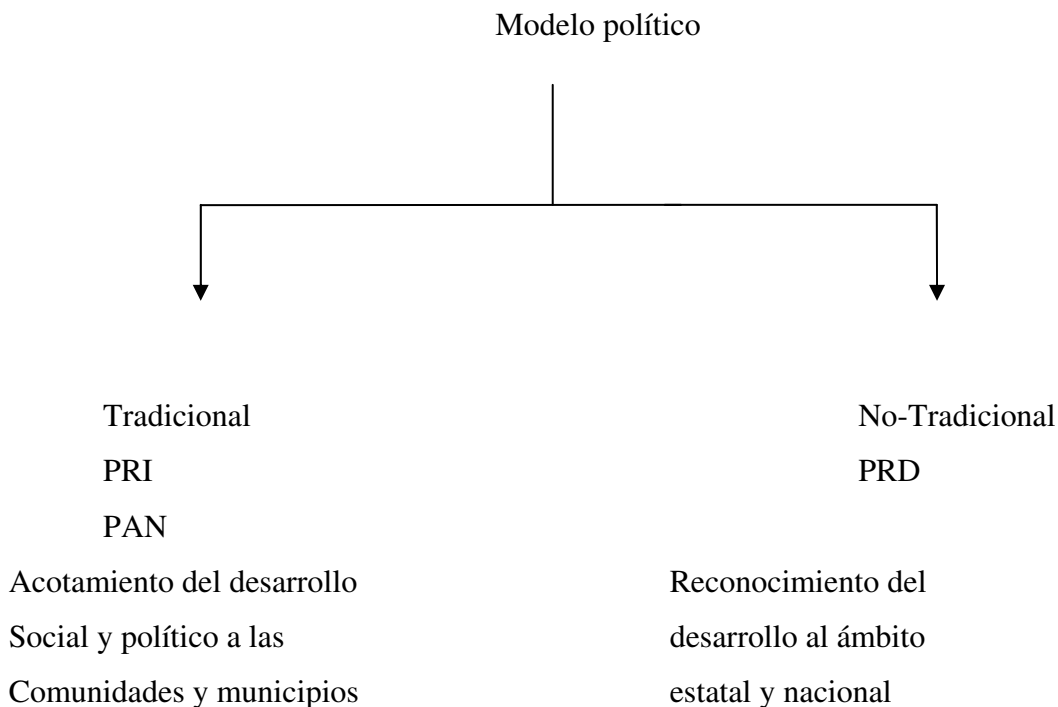 Modelo político
Tradicional
PRI
PAN
Acotamiento del desarrollo
Social y político a las
Comunidades y municipios
No-Tradicional
PRD
Reconocimiento del
desarrollo al ámbito
estatal y nacional